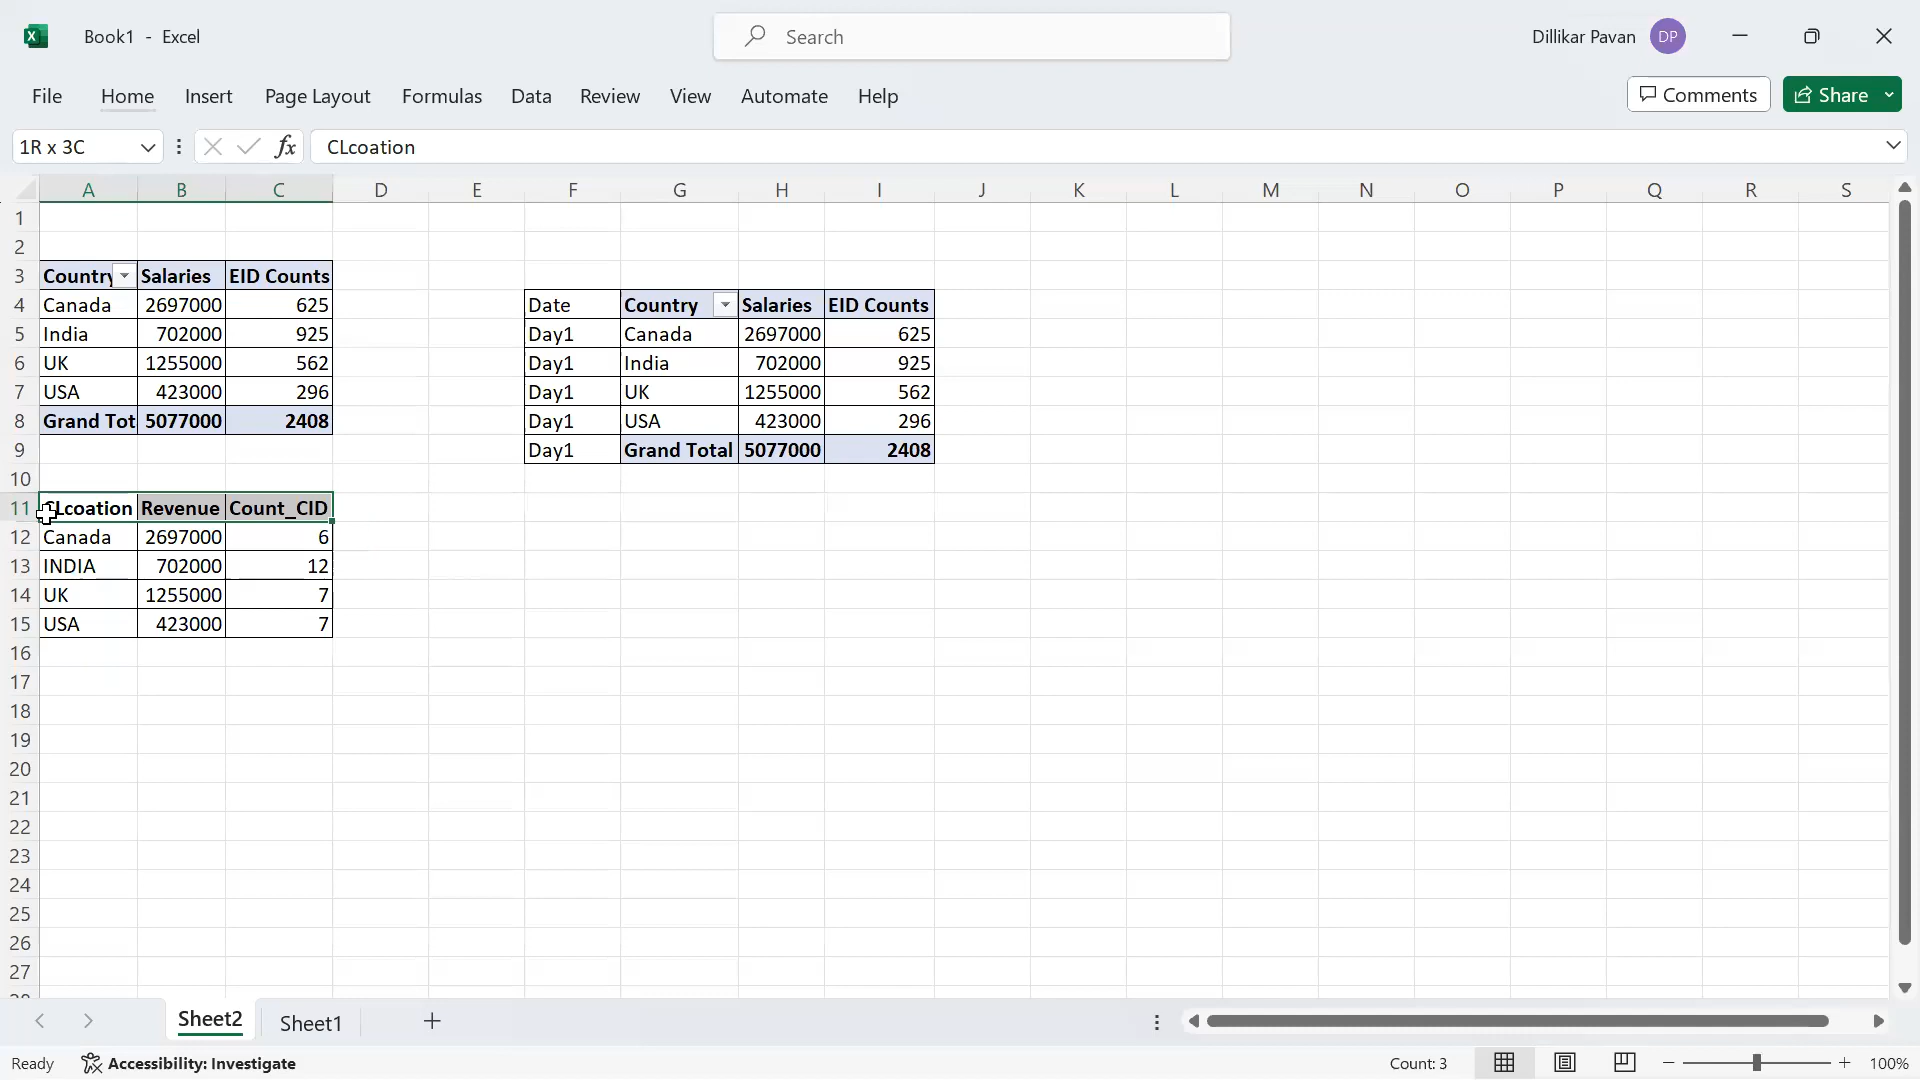 Book1 - Excel
Search
Dillikar Pavan DP
File Home Insert Page Layout Formulas Data Review View Automate Help
Comments Share
1R x 3C fx CLcoation
A B C D E F G H I J K L M N O P Q R S
1
2
3 Country Salaries EID Counts
4 Canada 2697000 625 Date Country Salaries EID Counts
5 India 702000 925 Day1 Canada 2697000 625
6 UK 1255000 562 Day1 India 702000 925
7 USA 423000 296 Day1 UK 1255000 562
8 Grand Tot 5077000 2408 Day1 USA 423000 296
9 Day1 Grand Total 5077000 2408
10
11 CLcoation Revenue Count_CID
12 Canada 2697000 6
13 INDIA 702000 12
14 UK 1255000 7
15 USA 423000 7
16
17
18
19
20
21
22
23
24
25
26
27
Sheet2 Sheet1
Ready Accessibility: Investigate Count: 3 100%